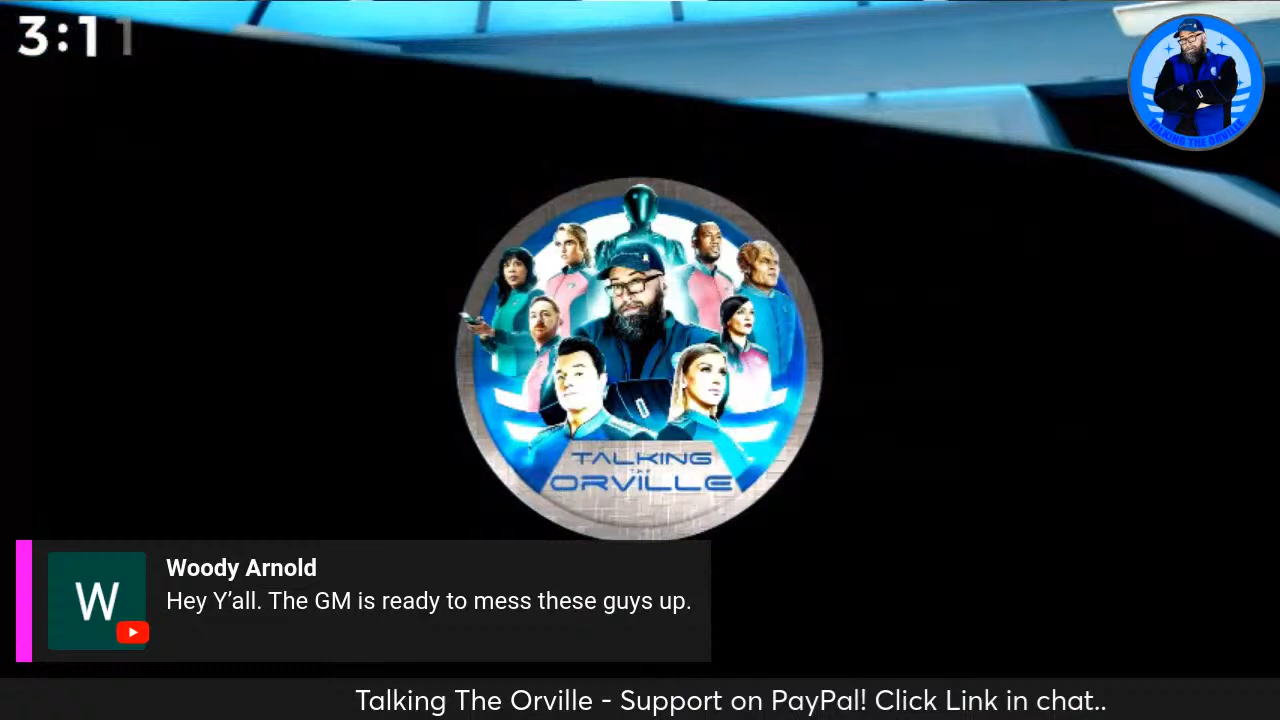 3:11
TALKING THE ORVILLE
TALKING
THE
ORVILLE
W
Woody Arnold
Hey Y’all. The GM is ready to mess these guys up.
Talking The Orville - Support on PayPal! Click Link in chat..